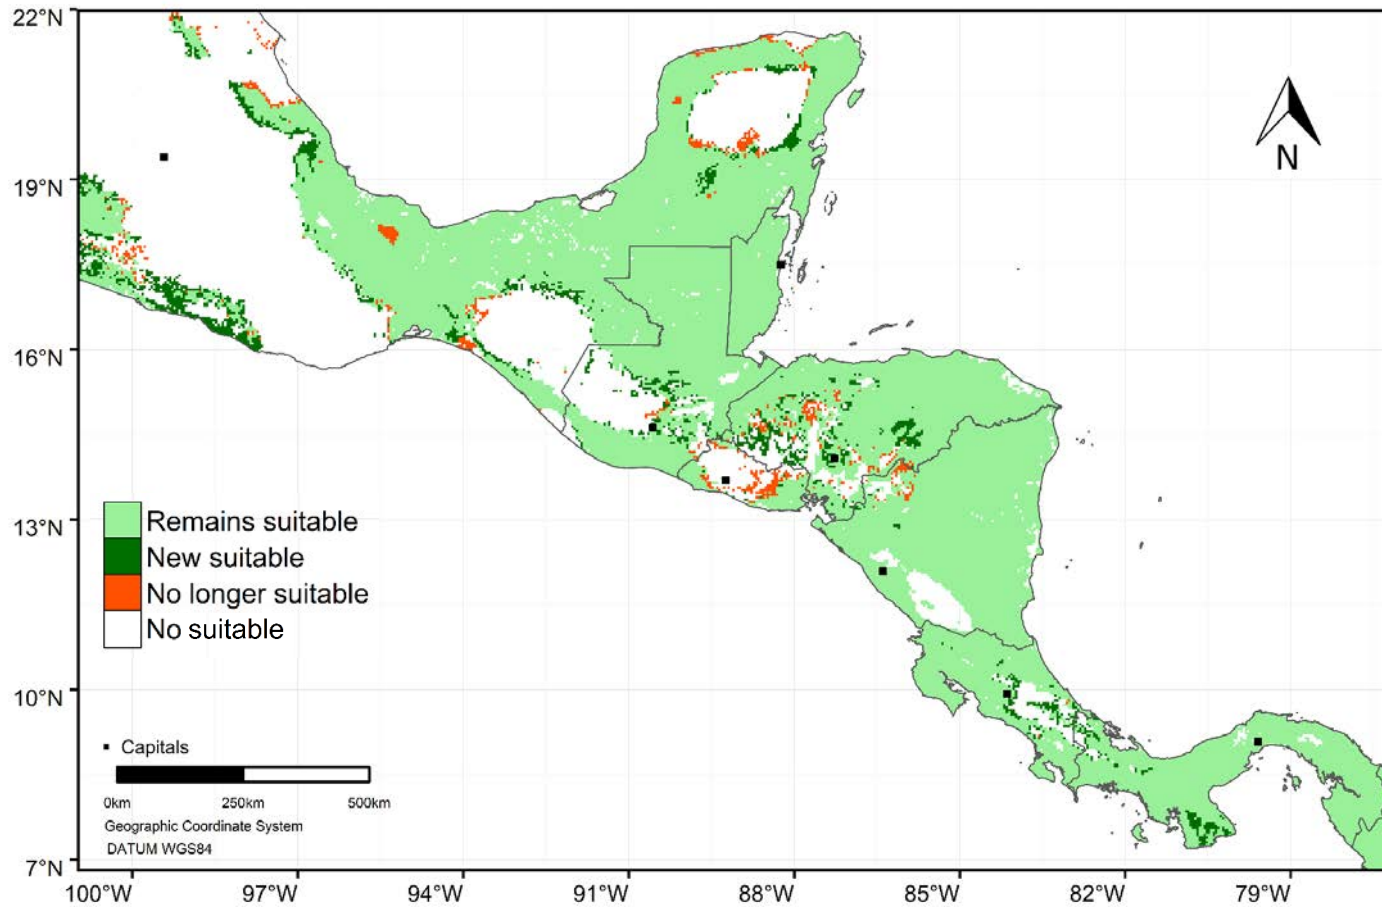 22°N
19°N
16°N
13°N
10°N
7°N
N
Remains suitable
New suitable
No longer suitable
No suitable
Capitals
0km 250km 500km
Geographic Coordinate System
DATUM WGS84
100°W 97°W 94°W 91°W 88°W 85°W 82°W 79°W